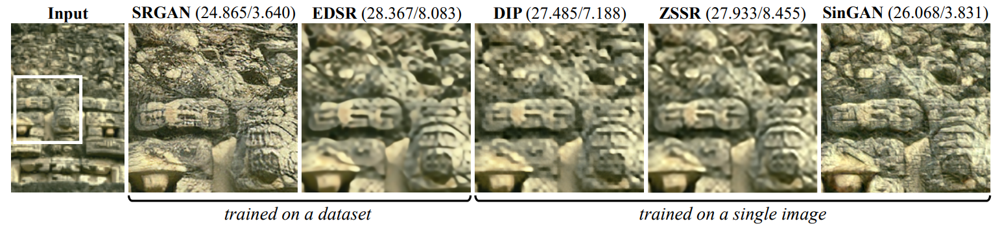 Input SRGAN (24.865/3.640) EDSR (28.367/8.083) DIP (27.485/7.188) ZSSR (27.933/8.455) SinGAN (26.068/3.831)
trained on a dataset trained on a single image